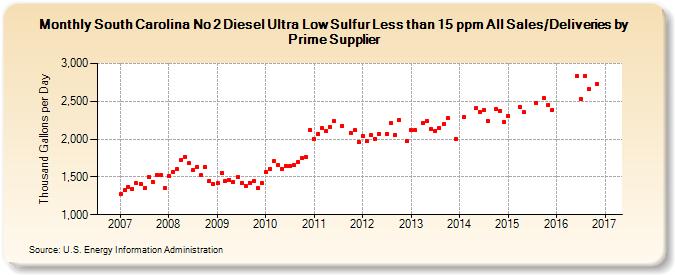 Monthly South Carolina No 2 Diesel Ultra Low Sulfur Less than 15 ppm All Sales/Deliveries by
Prime Supplier
Thousand Gallons per Day
3,000
2,500
2,000
1,500
1,000
2007 2008 2009 2010 2011 2012 2013 2014 2015 2016 2017
Source: U.S. Energy Information Administration